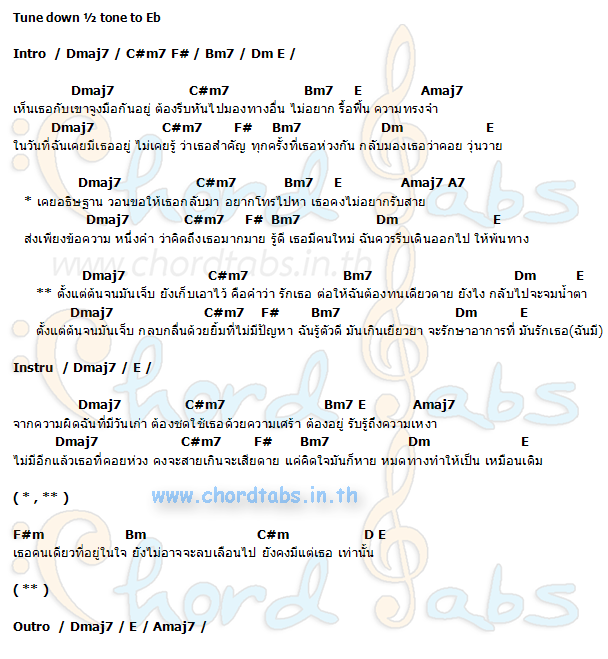 Tune down ½ tone to Eb
Intro / Dmaj7 / C#m7 F# / Bm7 / Dm E /
Dmaj7 C#m7 Bm7 E Amaj7
เห็นเธอกับเขาจูงมือกันอยู่ ต้องรีบหันไปมองทางอื่น ไม่อยาก รื้อฟื้น ความทรงจำ
Dmaj7 C#m7 F# Bm7 Dm E
ในวันที่ฉันเคยมีเธออยู่ ไม่เคยรู้ ว่าเธอสำคัญ ทุกครั้งที่เธอห่วงกัน กลับมองเธอว่าคอย วุ่นวาย
Dmaj7 C#m7 Bm7 E Amaj7 A7
* เคยอธิษฐาน วอนขอให้เธอกลับมา อยากโทรไปหา เธอคงไม่อยากรับสาย
Dmaj7 C#m7 F# Bm7 Dm E
ส่งเพียงข้อความ หนึ่งคำ ว่าคิดถึงเธอมากมาย รู้ดี เธอมีคนใหม่ ฉันควรรีบเดินออกไป ให้พ้นทาง
www.chordtabs.in.th
Dmaj7 C#m7 Bm7 Dm E
** ตั้งแต่ต้นจนมันเจ็บ ยังเก็บเอาไว้ คือคำว่า รักเธอ ต่อให้ฉันต้องทนเดียวดาย ยังไง กลับไปจะจมน้ำตา
Dmaj7 C#m7 F# Bm7 Dm E
ตั้งแต่ต้นจนมันเจ็บ กลบกลืนด้วยยิ้มที่ไม่มีปัญหา ฉันรู้ตัวดี มันเกินเยียวยา จะรักษาอาการที่ มันรักเธอ(ฉันมี)
Instru / Dmaj7 / E /
Dmaj7 C#m7 Bm7 E Amaj7
จากความผิดฉันที่มีวันเก่า ต้องชดใช้เธอด้วยความเศร้า ต้องอยู่ รับรู้ถึงความเหงา
Dmaj7 C#m7 F# Bm7 Dm E
ไม่มีอีกแล้วเธอที่คอยห่วง คงจะสายเกินจะเสียดาย แค่คิดใจมันก็หาย หมดทางทำให้เป็น เหมือนเดิม
( * , ** ) www.chordtabs.in.th
F#m Bm C#m D E
เธอคนเดียวที่อยู่ในใจ ยังไม่อาจจะลบเลือนไป ยังคงมีแต่เธอ เท่านั้น
( ** )
Outro / Dmaj7 / E / Amaj7 /
Chord Tabs
Chord Tabs